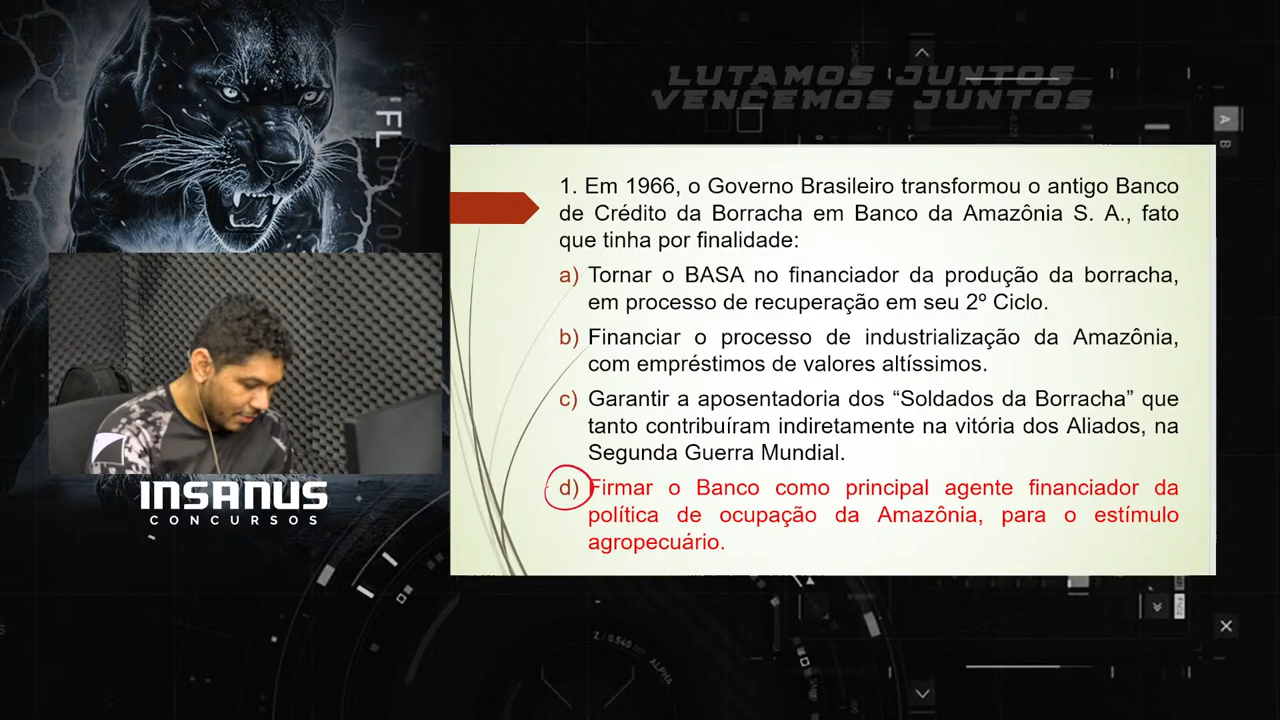 LUTAMOS JUNTOS
VENCEMOS JUNTOS
1. Em 1966, o Governo Brasileiro transformou o antigo Banco
de Crédito da Borracha em Banco da Amazônia S. A., fato
que tinha por finalidade:
a) Tornar o BASA no financiador da produção da borracha,
em processo de recuperação em seu 2º Ciclo.
b) Financiar o processo de industrialização da Amazônia,
com empréstimos de valores altíssimos.
c) Garantir a aposentadoria dos “Soldados da Borracha” que
tanto contribuíram indiretamente na vitória dos Aliados, na
Segunda Guerra Mundial.
d) Firmar o Banco como principal agente financiador da
política de ocupação da Amazônia, para o estímulo
agropecuário.
INSANUS
CONCURSOS
A
B